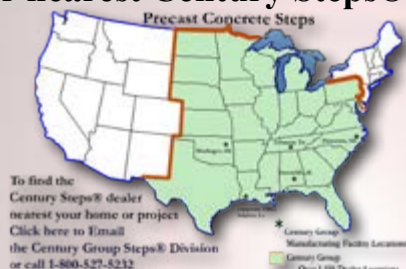 nearest Century Steps®
Precast Concrete Steps
To find the
Century Steps® dealer
nearest your home or project
Click here to Email
the Century Group Steps® Division
or call 1-800-527-5232
Century Group
Manufacturing Facility Locations
Century Group
Dealer Locations